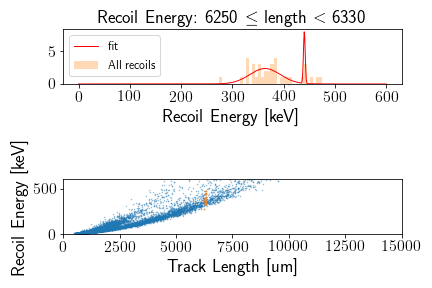 Recoil Energy: 6250 ≤ length < 6330
5
0
fit
All recoils
0 100 200 300 400 500 600
Recoil Energy [keV]
Recoil Energy [keV]
500
0
0 2500 5000 7500 10000 12500 15000
Track Length [um]